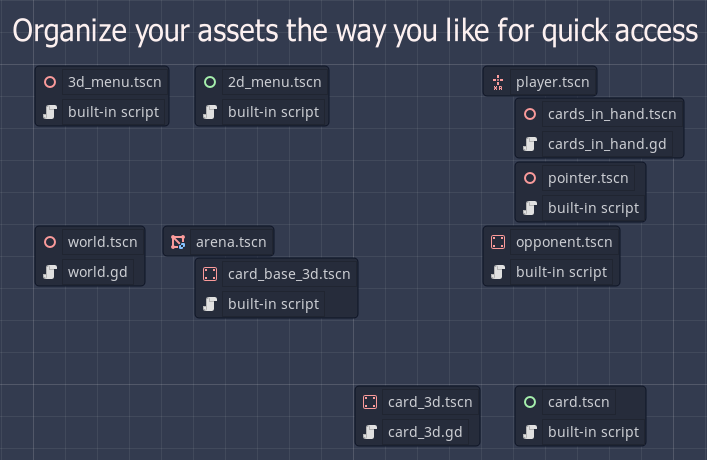 Organize your assets the way you like for quick access
3d_menu.tscn
built-in script
2d_menu.tscn
built-in script
player.tscn
cards_in_hand.tscn
cards_in_hand.gd
pointer.tscn
built-in script
world.tscn
world.gd
arena.tscn
card_base_3d.tscn
built-in script
opponent.tscn
built-in script
card_3d.tscn
card_3d.gd
card.tscn
built-in script